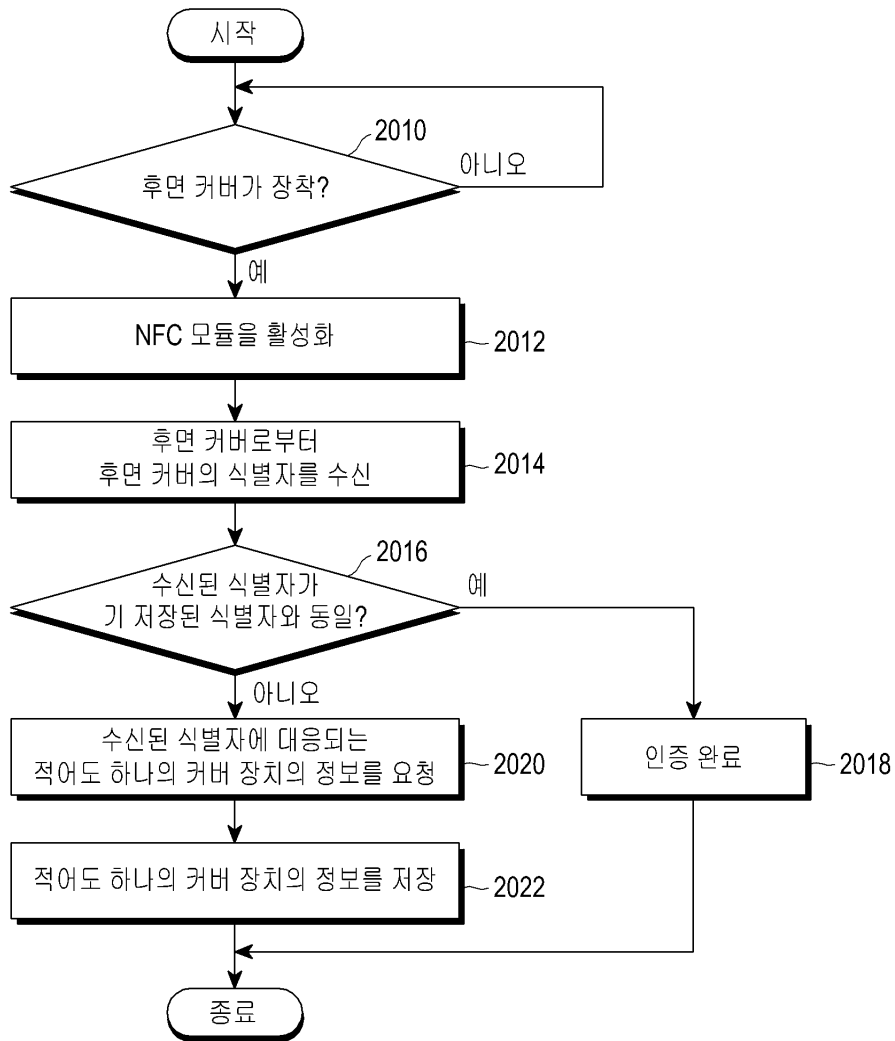 시작
2010
후면 커버가 장착?
아니오
예
NFC 모듈을 활성화
2012
후면 커버로부터
후면 커버의 식별자를 수신
2014
2016
수신된 식별자가
기 저장된 식별자와 동일?
예
아니오
수신된 식별자에 대응되는
적어도 하나의 커버 장치의 정보를 요청
2020
인증 완료
2018
적어도 하나의 커버 장치의 정보를 저장
2022
종료